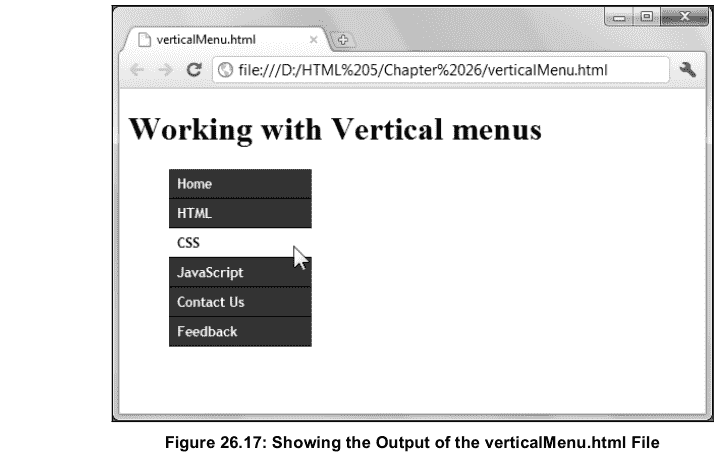 verticalMenu.html
file:///D:/HTML%205/Chapter%2026/verticalMenu.html
Working with Vertical menus
Home
HTML
CSS
JavaScript
Contact Us
Feedback
Figure 26.17: Showing the Output of the verticalMenu.html File